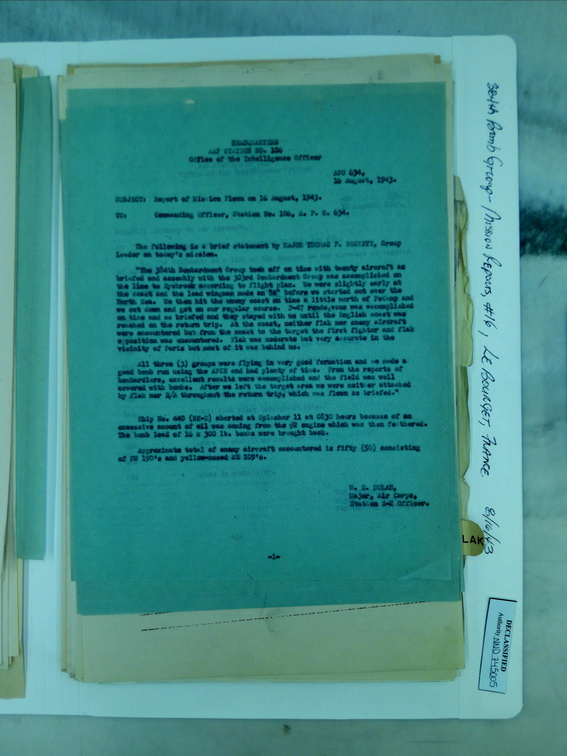 HEADQUARTERS
AAF STATION NO. 106
Office of the Intelligence Officer
APO 634,
16 August, 1943.
SUBJECT: Report of Mission Flown on 16 August, 1943.
TO: Commanding Officer, Station No. 106, A. P. O. 634.
The following is a brief statement by MAJOR THOMAS F. Group
Leader on today's mission.
"The 384th Bombardment Group took off on time with twenty aircraft as
briefed and assembly with the 303rd Bombardment Group was accomplished on
the line to Eyebrook according to flight plan. We were slightly early at
the coast and the lead wingman made an before we started out over the
North Sea. We then hit the enemy coast on time a little north of Fecamp and
we cut down and got on our regular course. P-47 rendezvous was accomplished
on time and as briefed and they stayed with us until the English coast was
reached on the return trip. At the coast, neither flak nor enemy aircraft
were encountered but from the coast to the target the first fighter and flak
opposition was encountered. Flak was moderate but very accurate in the
vicinity of Paris but most of it was behind us.
All three (3) groups were flying in very good formation and we made a
good bomb run using the AFCE and had plenty of time. From the reports of
bombardiers, excellent results were accomplished and the field was well
covered with bombs. After we left the target area we were neither attacked
by flak nor E/A throughout the return trip, which was flown as briefed."
Ship No. 440 aborted at Splasher 11 at 0830 hours because of an
excessive amount of oil was coming from the #2 engine which was then feathered.
The bomb load of 16 x 300 lb. bombs were brought back.
Approximate total of enemy aircraft encountered is fifty (50) consisting
of FW 190's and yellow-nosed ME 109's.
W. E. DOLAN,
Major, Air Corps,
Station S-2 Officer.
-1-
384th Bomb Group - Mission Reports, #16, Le Bourget, France 8/16/43
LAK
DECLASSIFIED
Authority NND 745005